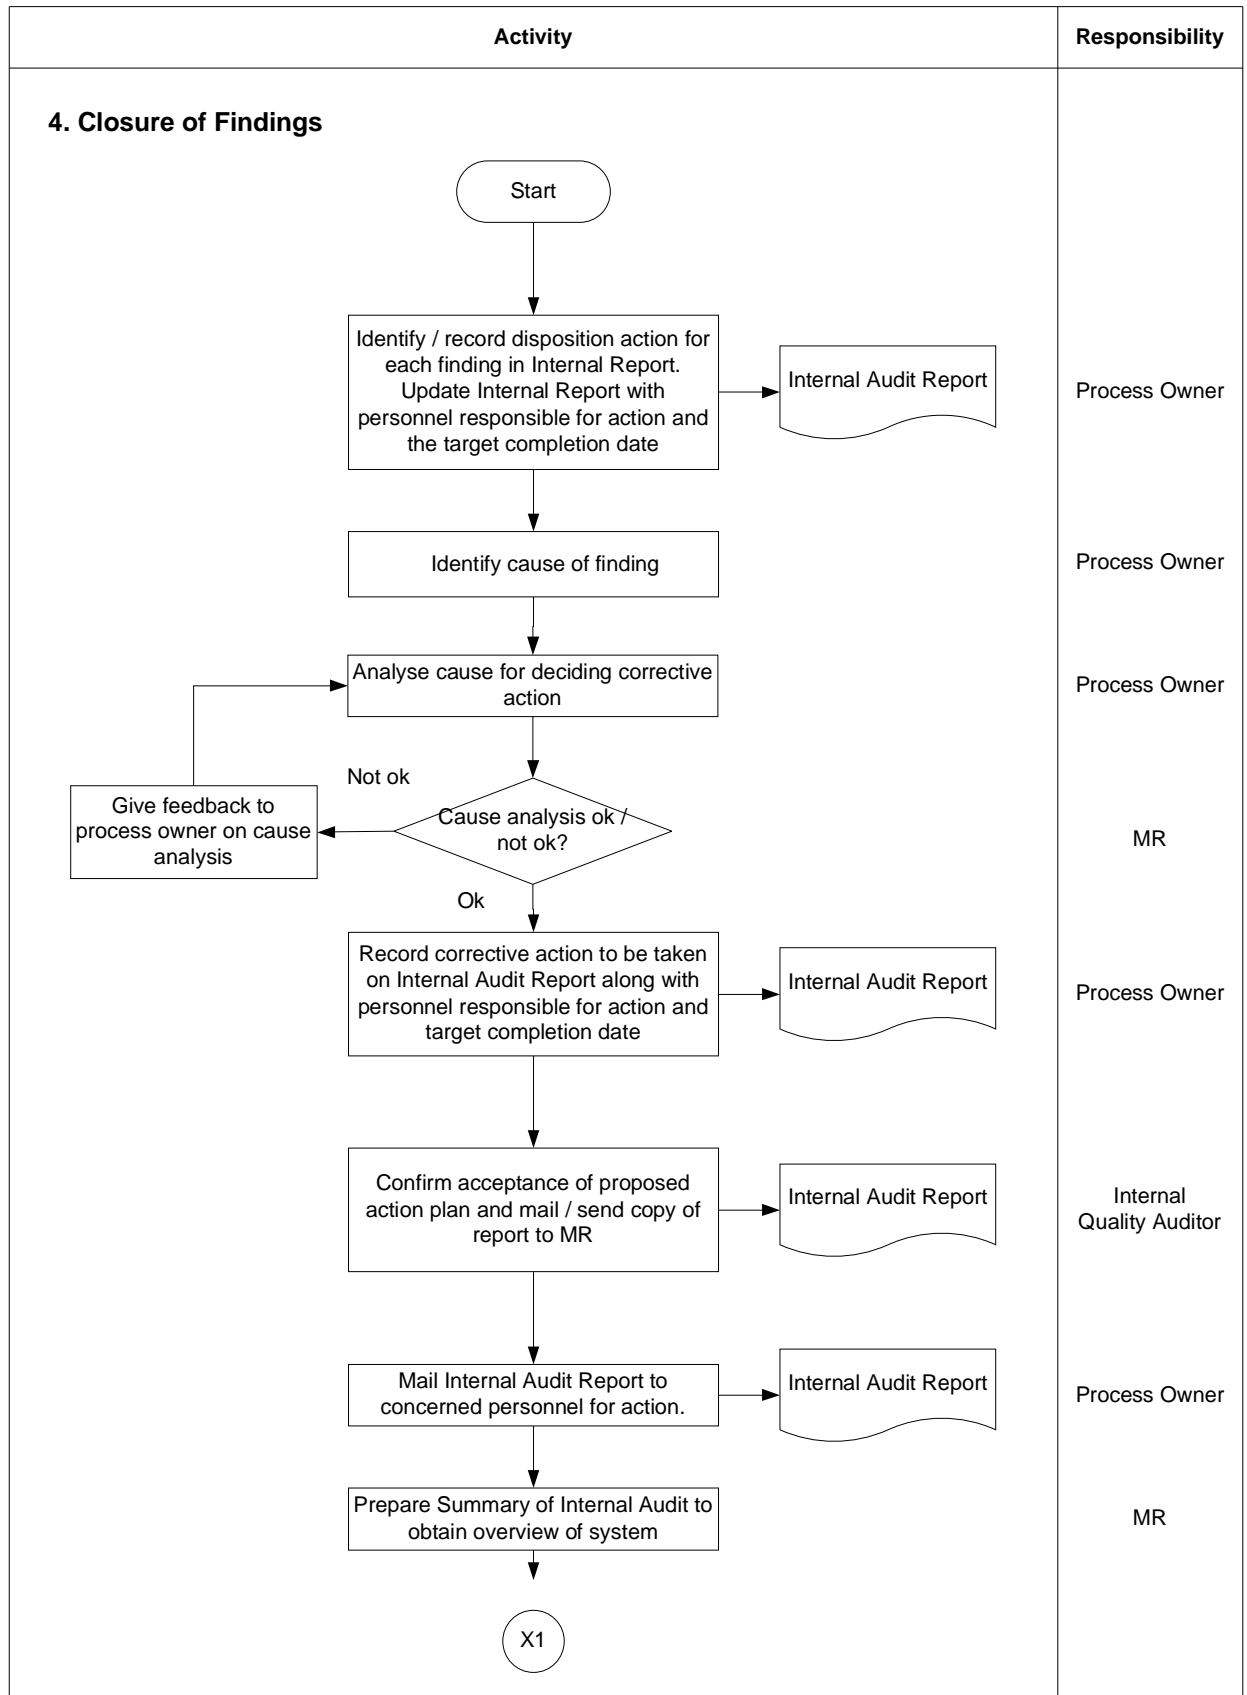 Activity
Responsibility
4. Closure of Findings
Start
Identify / record disposition action for
each finding in Internal Report.
Update Internal Report with
personnel responsible for action and
the target completion date
Internal Audit Report
Process Owner
Identify cause of finding
Process Owner
Analyse cause for deciding corrective
action
Process Owner
Not ok
Give feedback to
process owner on cause
analysis
Cause analysis ok /
not ok?
MR
Ok
Record corrective action to be taken
on Internal Audit Report along with
personnel responsible for action and
target completion date
Internal Audit Report
Process Owner
Confirm acceptance of proposed
action plan and mail / send copy of
report to MR
Internal Audit Report
Internal
Quality Auditor
Mail Internal Audit Report to
concerned personnel for action.
Internal Audit Report
Process Owner
Prepare Summary of Internal Audit to
obtain overview of system
MR
X1